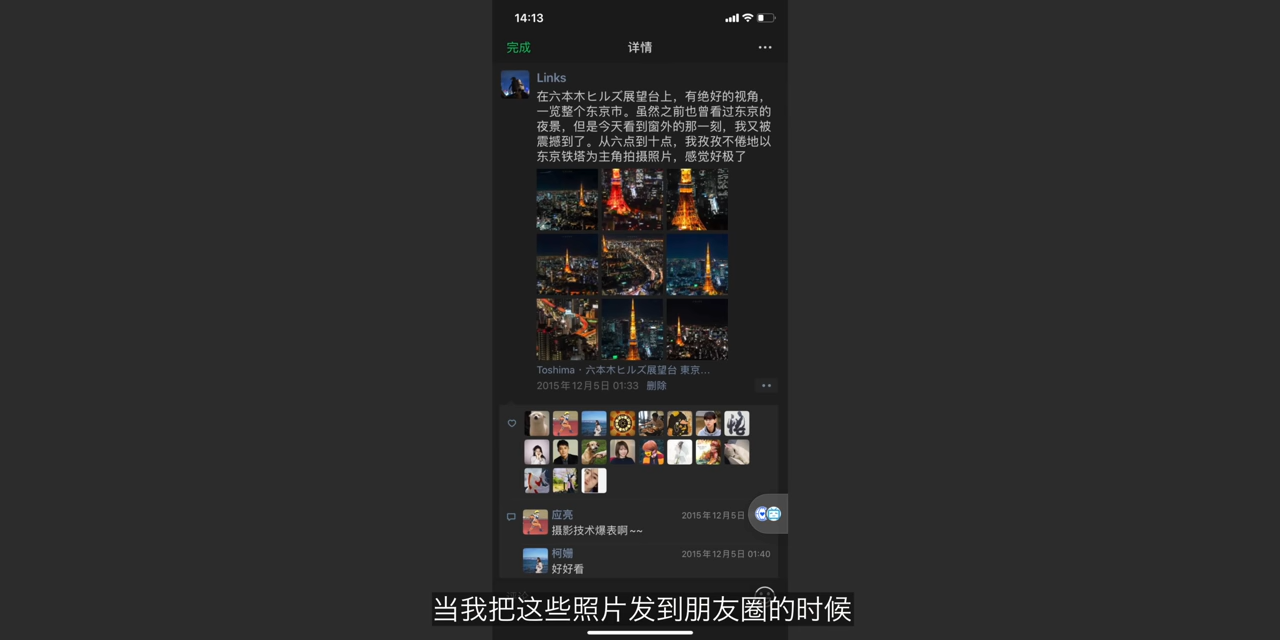 14:13
完成
详情
Links
在六本木ヒルズ展望台上，有绝好的视角，
一览整个东京市。虽然之前也曾看过东京的
夜景，但是今天看到窗外的那一刻，我又被
震撼到了。从六点到十点，我孜孜不倦地以
东京铁塔为主角拍摄照片，感觉好极了
Toshima · 六本木ヒルズ展望台 東京...
2015年12月5日 01:33 删除
应亮
2015年12月5日
摄影技术爆表啊~~
柯姗
2015年12月5日 01:40
好好看
当我把这些照片发到朋友圈的时候